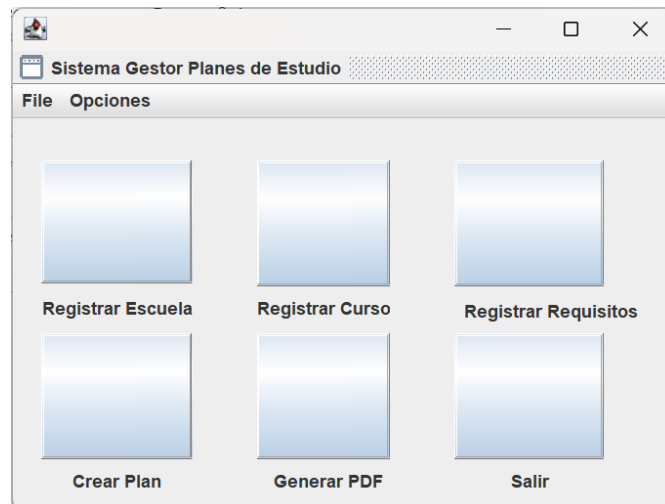 Sistema Gestor Planes de Estudio
File Opciones
Registrar Escuela Registrar Curso Registrar Requisitos
Crear Plan Generar PDF Salir